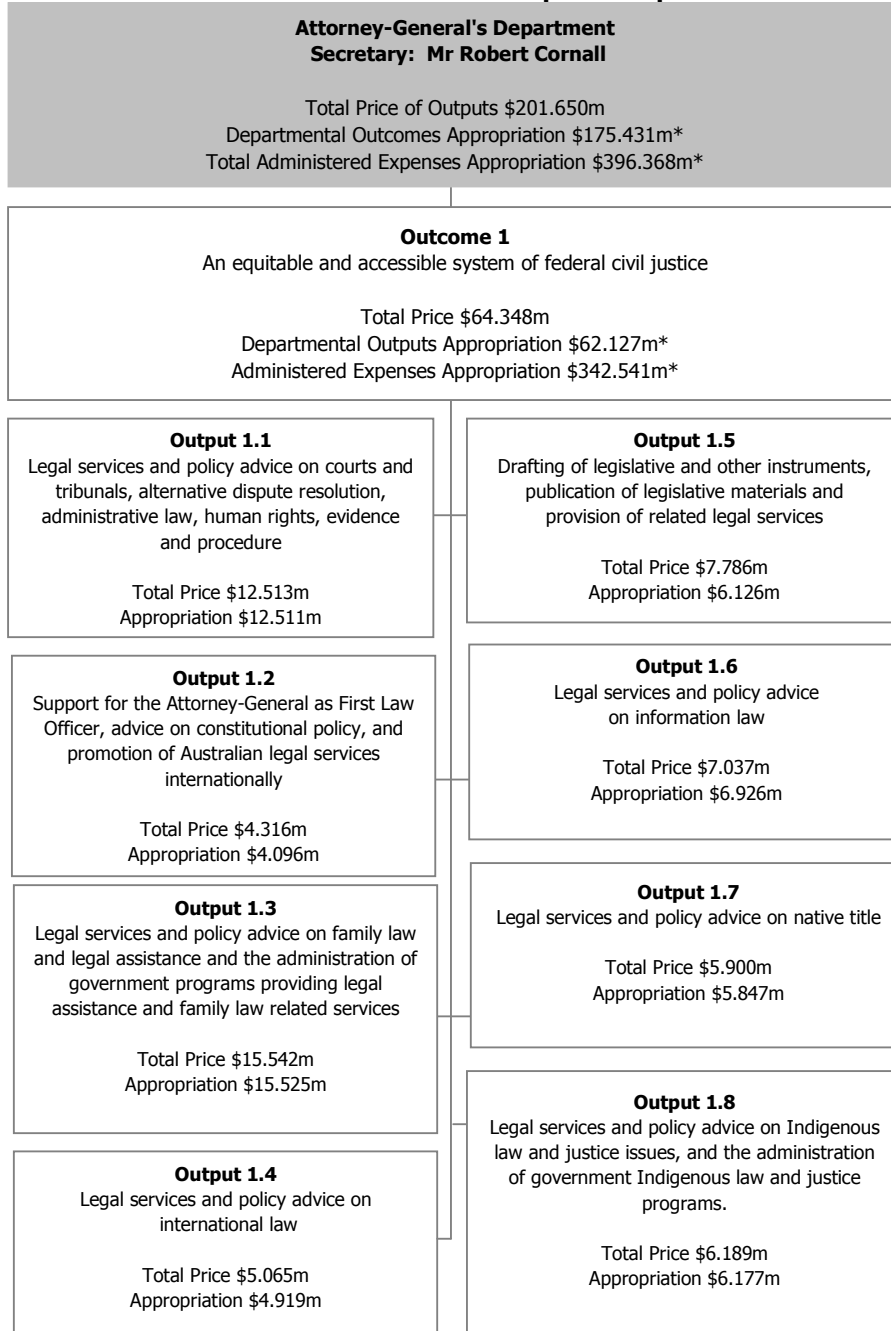 Attorney-General's Department
Secretary: Mr Robert Cornall
Total Price of Outputs $201.650m
Departmental Outcomes Appropriation $175.431m*
Total Administered Expenses Appropriation $396.368m*
Outcome 1
An equitable and accessible system of federal civil justice
Total Price $64.348m
Departmental Outputs Appropriation $62.127m*
Administered Expenses Appropriation $342.541m*
Output 1.1
Legal services and policy advice on courts and
tribunals, alternative dispute resolution,
administrative law, human rights, evidence
and procedure
Total Price $12.513m
Appropriation $12.511m
Output 1.2
Support for the Attorney-General as First Law
Officer, advice on constitutional policy, and
promotion of Australian legal services
internationally
Total Price $4.316m
Appropriation $4.096m
Output 1.3
Legal services and policy advice on family law
and legal assistance and the administration of
government programs providing legal
assistance and family law related services
Total Price $15.542m
Appropriation $15.525m
Output 1.4
Legal services and policy advice on
international law
Total Price $5.065m
Appropriation $4.919m
Output 1.5
Drafting of legislative and other instruments,
publication of legislative materials and
provision of related legal services
Total Price $7.786m
Appropriation $6.126m
Output 1.6
Legal services and policy advice
on information law
Total Price $7.037m
Appropriation $6.926m
Output 1.7
Legal services and policy advice on native title
Total Price $5.900m
Appropriation $5.847m
Output 1.8
Legal services and policy advice on Indigenous
law and justice issues, and the administration
of government Indigenous law and justice
programs.
Total Price $6.189m
Appropriation $6.177m